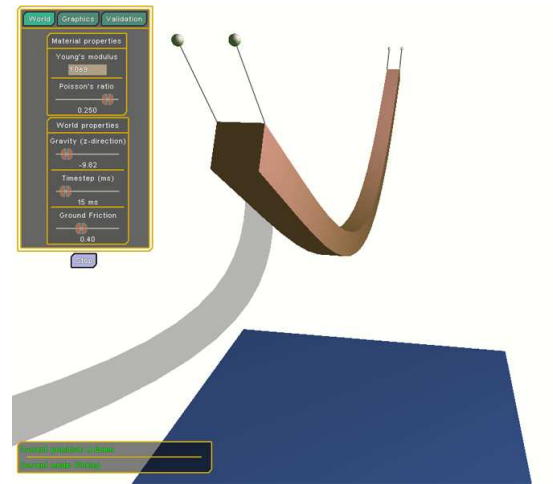 World Graphics Validation
Material properties
Young's modulus
Poisson's ratio
0.250
World properties
Gravity (z-direction)
-9.82
Timestep (ms)
15 ms
Ground Friction
0.40
Stop